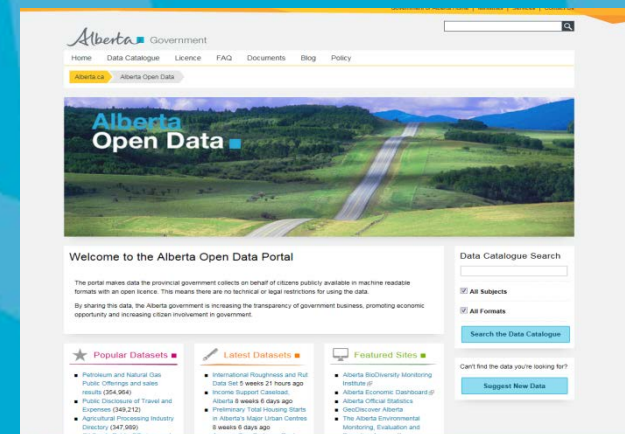 Government of Alberta Home | Ministries | Services | Contact Us
Alberta Government
Home Data Catalogue Licence FAQ Documents Blog Policy
Alberta.ca Alberta Open Data
Alberta
Open Data
Welcome to the Alberta Open Data Portal
The portal makes data the provincial government collects on behalf of citizens publicly available in machine readable
formats with an open licence. This means there are no technical or legal restrictions for using the data.
By sharing this data, the Alberta government is increasing the transparency of government business, promoting economic
opportunity and increasing citizen involvement in government.
Data Catalogue Search
All Subjects
All Formats
Search the Data Catalogue
Can't find the data you're looking for?
Suggest New Data
Popular Datasets
Petroleum and Natural Gas
Public Offerings and sales
results (354,964)
Public Disclosure of Travel and
Expenses (349,212)
Agricultural Processing Industry
Directory (347,989)
Latest Datasets
International Roughness and Rut
Data Set 5 weeks 21 hours ago
Income Support Caseload,
Alberta 8 weeks 6 days ago
Preliminary Total Housing Starts
in Alberta's Major Urban Centres
8 weeks 6 days ago
Featured Sites
Alberta BioDiversity Monitoring
Institute
Alberta Economic Dashboard
Alberta Official Statistics
GeoDiscover Alberta
The Alberta Environmental
Monitoring, Evaluation and